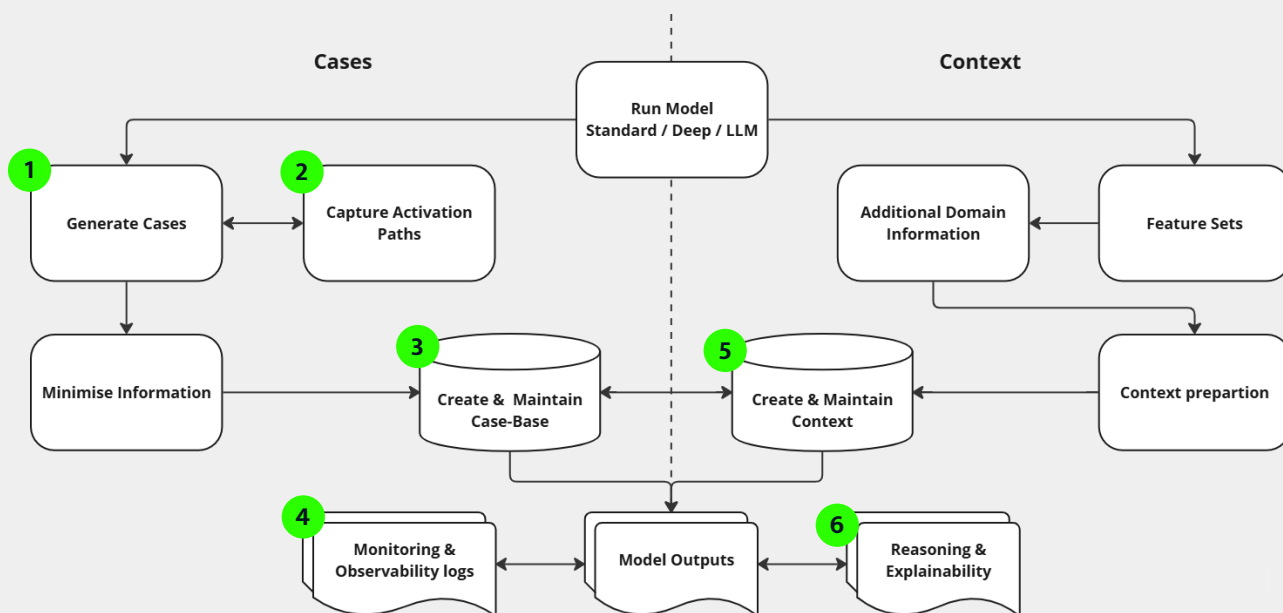 Cases
Context
Run Model
Standard / Deep / LLM
1
Generate Cases
2
Capture Activation
Paths
Additional Domain
Information
Feature Sets
Minimise Information
3
Create &  Maintain
Case-Base
5
Create & Maintain
Context
Context prepartion
4
Monitoring &
Observability logs
Model Outputs
6
Reasoning &
Explainability